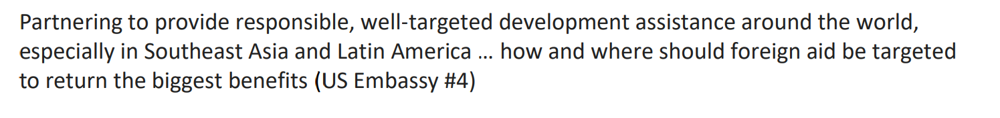 Partnering to provide responsible, well-targeted development assistance around the world,
especially in Southeast Asia and Latin America ... how and where should foreign aid be targeted
to return the biggest benefits (US Embassy #4)